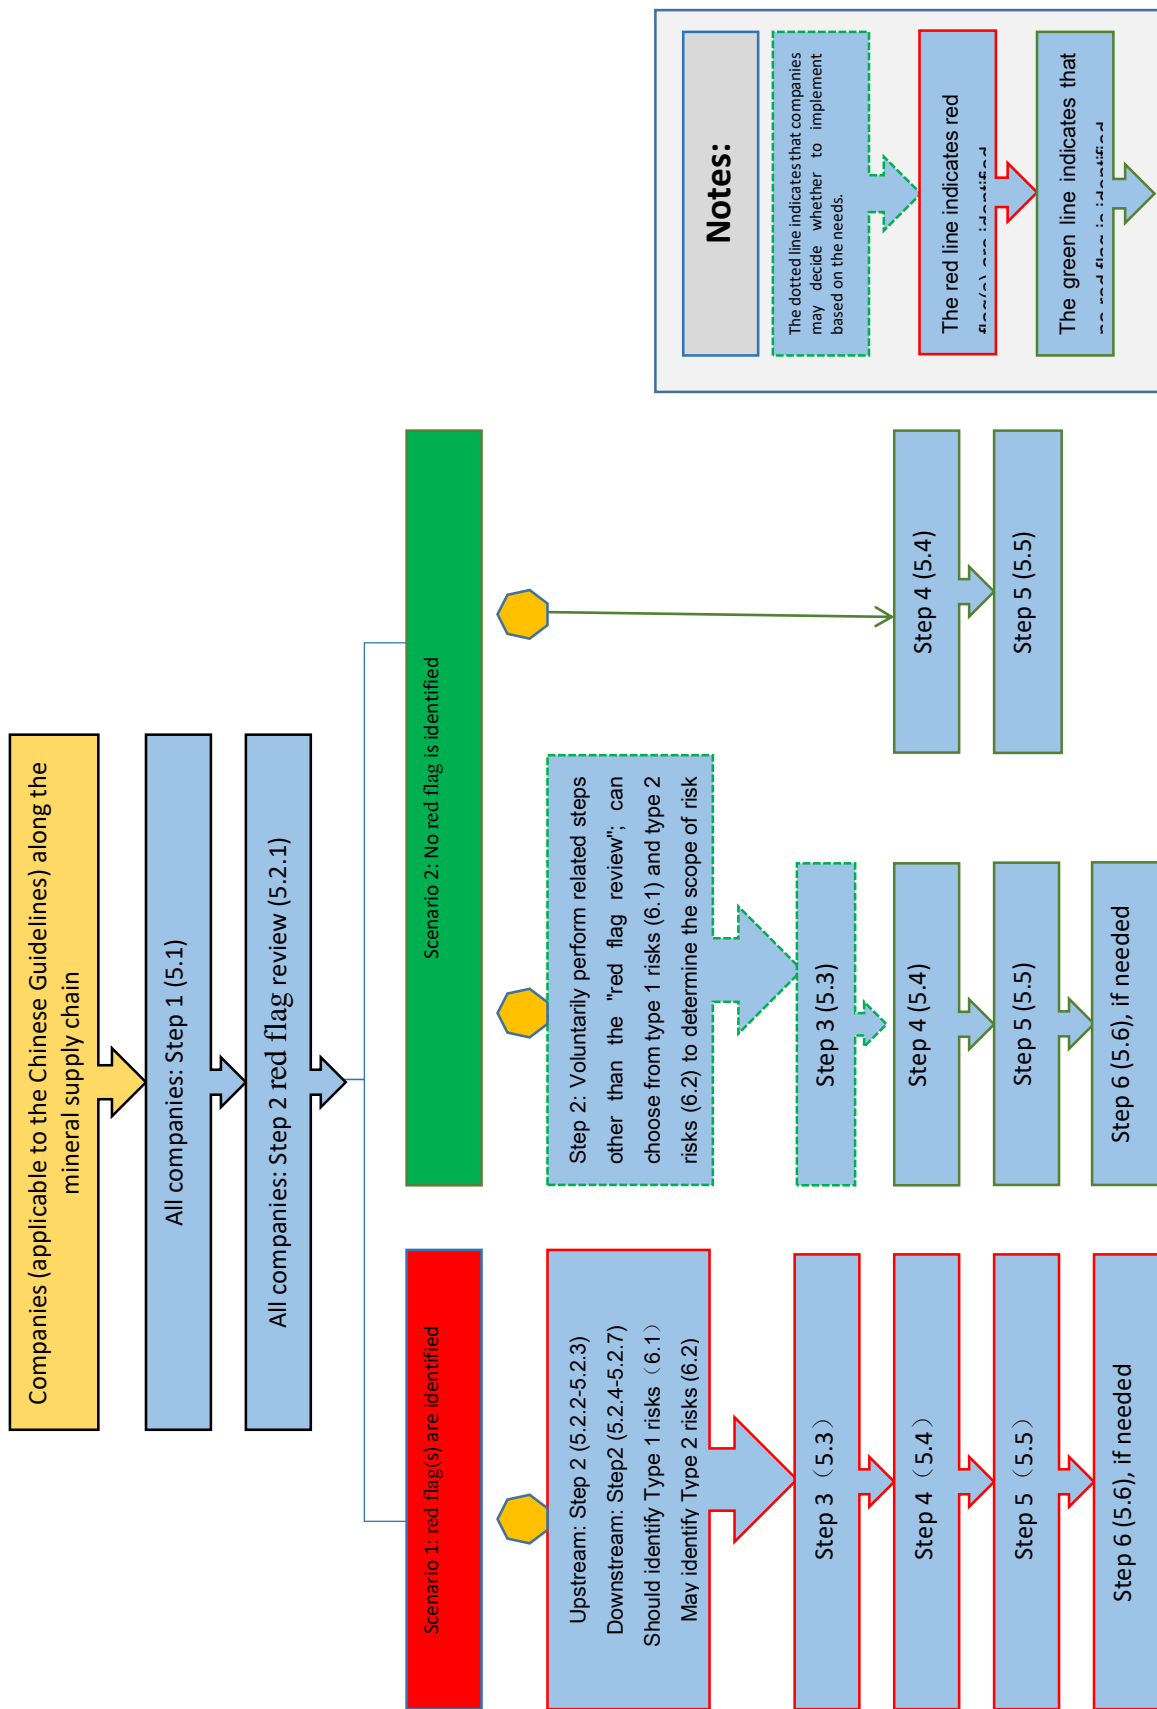 Companies (applicable to the Chinese Guidelines) along the
mineral supply chain
All companies: Step 1 (5.1)
All companies: Step 2 red flag review (5.2.1)
Scenario 1: red flag(s) are identified
Upstream: Step 2 (5.2.2-5.2.3)
Downstream: Step2 (5.2.4-5.2.7)
Should identify Type 1 risks（6.1）
May identify Type 2 risks (6.2)
Step 3（5.3）
Step 4（5.4）
Step 5（5.5）
Step 6 (5.6), if needed
Scenario 2: No red flag is identified
Step 2: Voluntarily perform related steps
other than the "red flag review"; can
choose from type 1 risks (6.1) and type 2
risks (6.2) to determine the scope of risk
Step 3 (5.3)
Step 4 (5.4)
Step 5 (5.5)
Step 6 (5.6), if needed
Step 4 (5.4)
Step 5 (5.5)
Notes:
The dotted line indicates that companies
may decide whether to implement
based on the needs.
The red line indicates red
flag(s) are identified
The green line indicates that
no red flag is identified